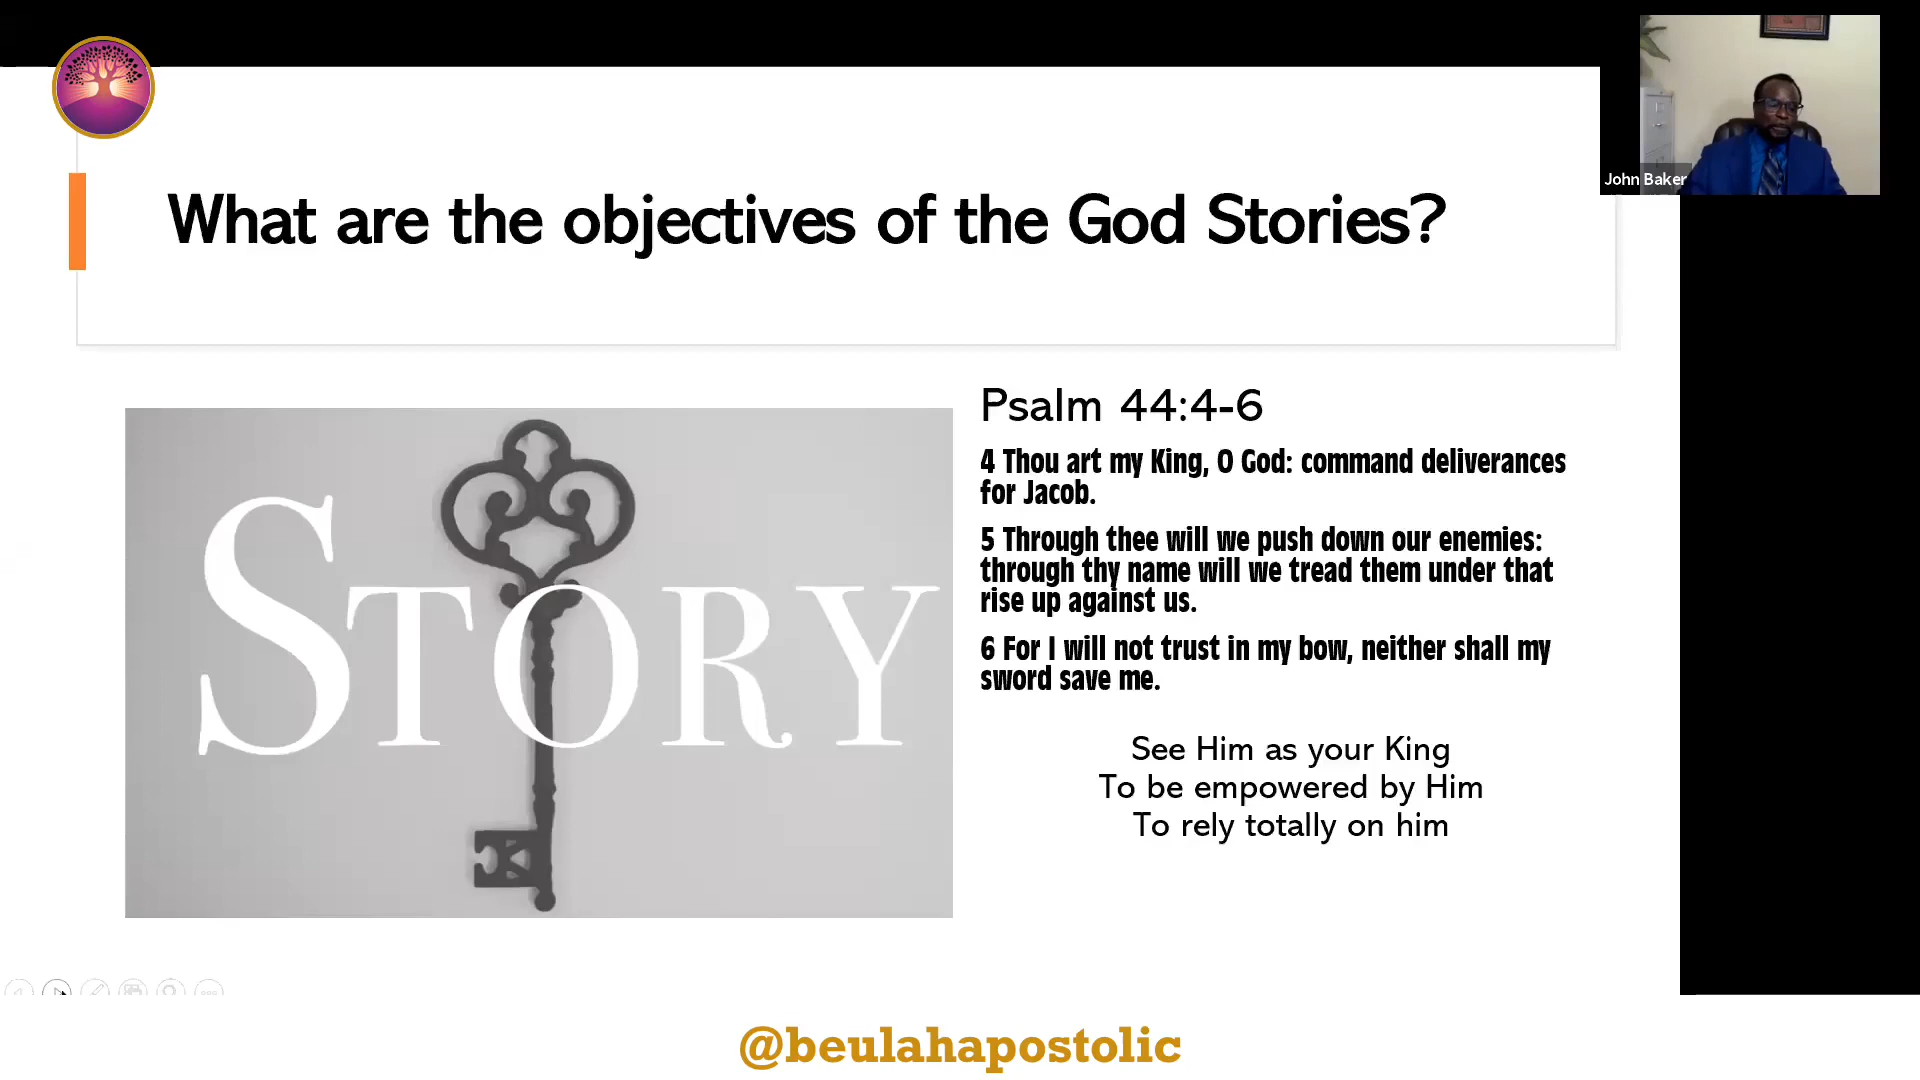 John Baker
What are the objectives of the God Stories?
STORY
Psalm 44:4-6
4 Thou art my King, O God: command deliverances
for Jacob.
5 Through thee will we push down our enemies:
through thy name will we tread them under that
rise up against us.
6 For I will not trust in my bow, neither shall my
sword save me.
See Him as your King
To be empowered by Him
To rely totally on him
@beulahapostolic